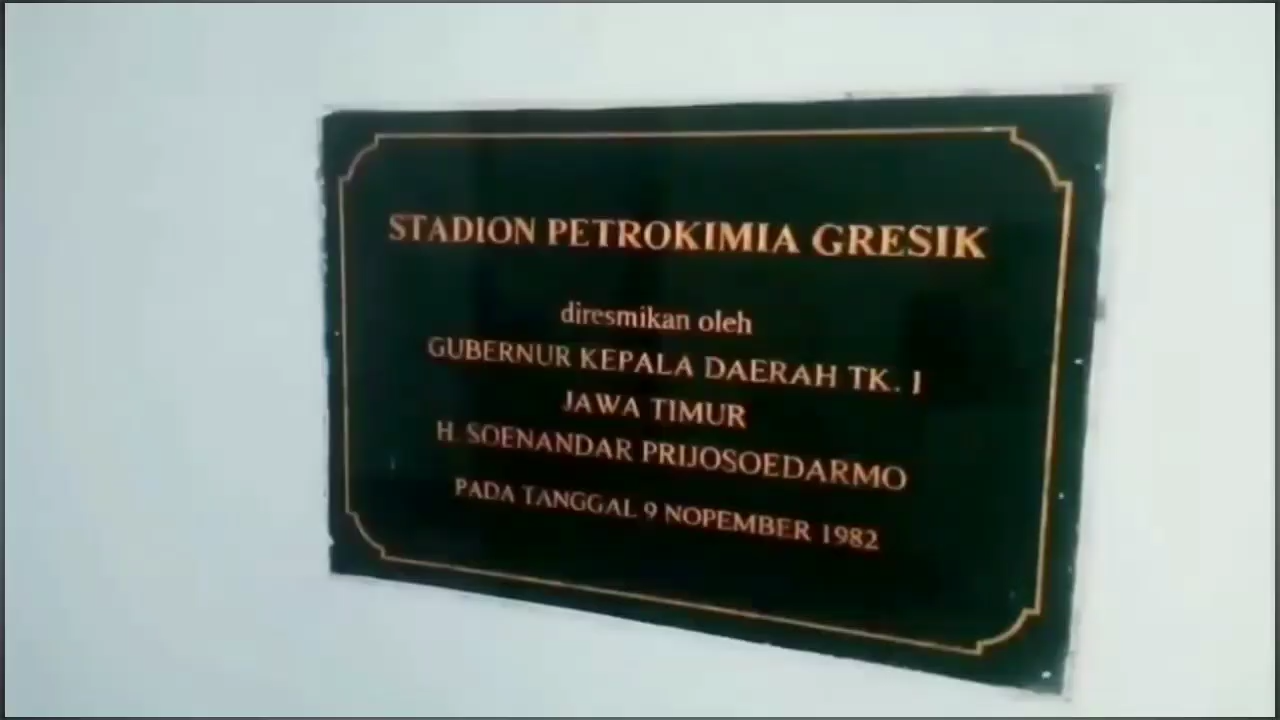 STADION PETROKIMIA GRESIK
diresmikan oleh
GUBERNUR KEPALA DAERAH TK. I
JAWA TIMUR
H. SOENANDAR PRIJOSOEDARMO
PADA TANGGAL 9 NOPEMBER 1982